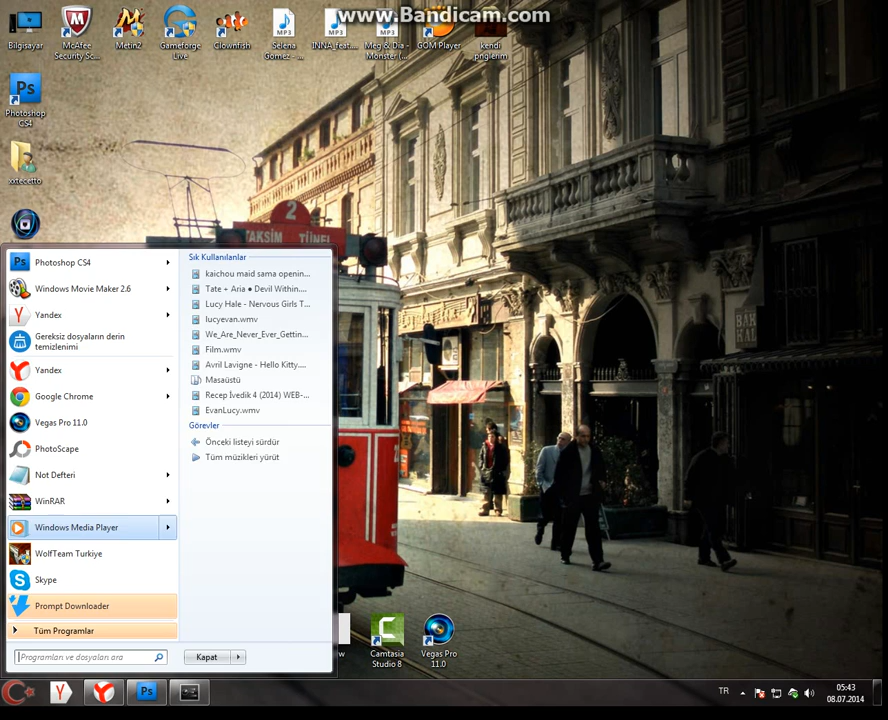 www.Bandicam.com
Bilgisayar
McAfee
Security Sc...
Metin2
Gameforge
Live
Clownfish
Selena
Gomez - ...
INNA_feat....
Meg & Dia -
Monster (...
GOM Player
kendi
pnglerim
Photoshop
CS4
xxtecetto
2
TAKSİM TÜNEL
Photoshop CS4
Windows Movie Maker 2.6
Yandex
Gereksiz dosyaların derin
temizlenimi
Yandex
Google Chrome
Vegas Pro 11.0
PhotoScape
Not Defteri
WinRAR
Windows Media Player
WolfTeam Turkiye
Skype
Prompt Downloader
Tüm Programlar
Programları ve dosyaları ara
Sık Kullanılanlar
kaichou maid sama openin...
Tate + Aria ● Devil Within....
Lucy Hale - Nervous Girls T...
lucyevan.wmv
We_Are_Never_Ever_Gettin...
Film.wmv
Avril Lavigne - Hello Kitty....
Masaüstü
Recep İvedik 4 (2014) WEB-...
EvanLucy.wmv
Görevler
Önceki listeyi sürdür
Tüm müzikleri yürüt
Kapat
w
Camtasia
Studio 8
Vegas Pro
11.0
TR
05:43
08.07.2014